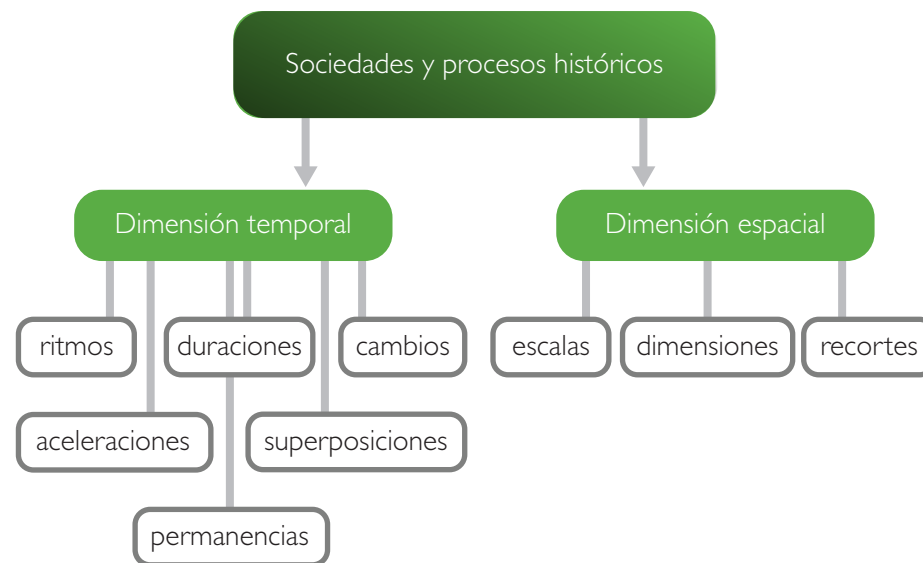 Sociedades y procesos históricos
Dimensión temporal
Dimensión espacial
ritmos
duraciones
cambios
escalas
dimensiones
recortes
aceleraciones
superposiciones
permanencias